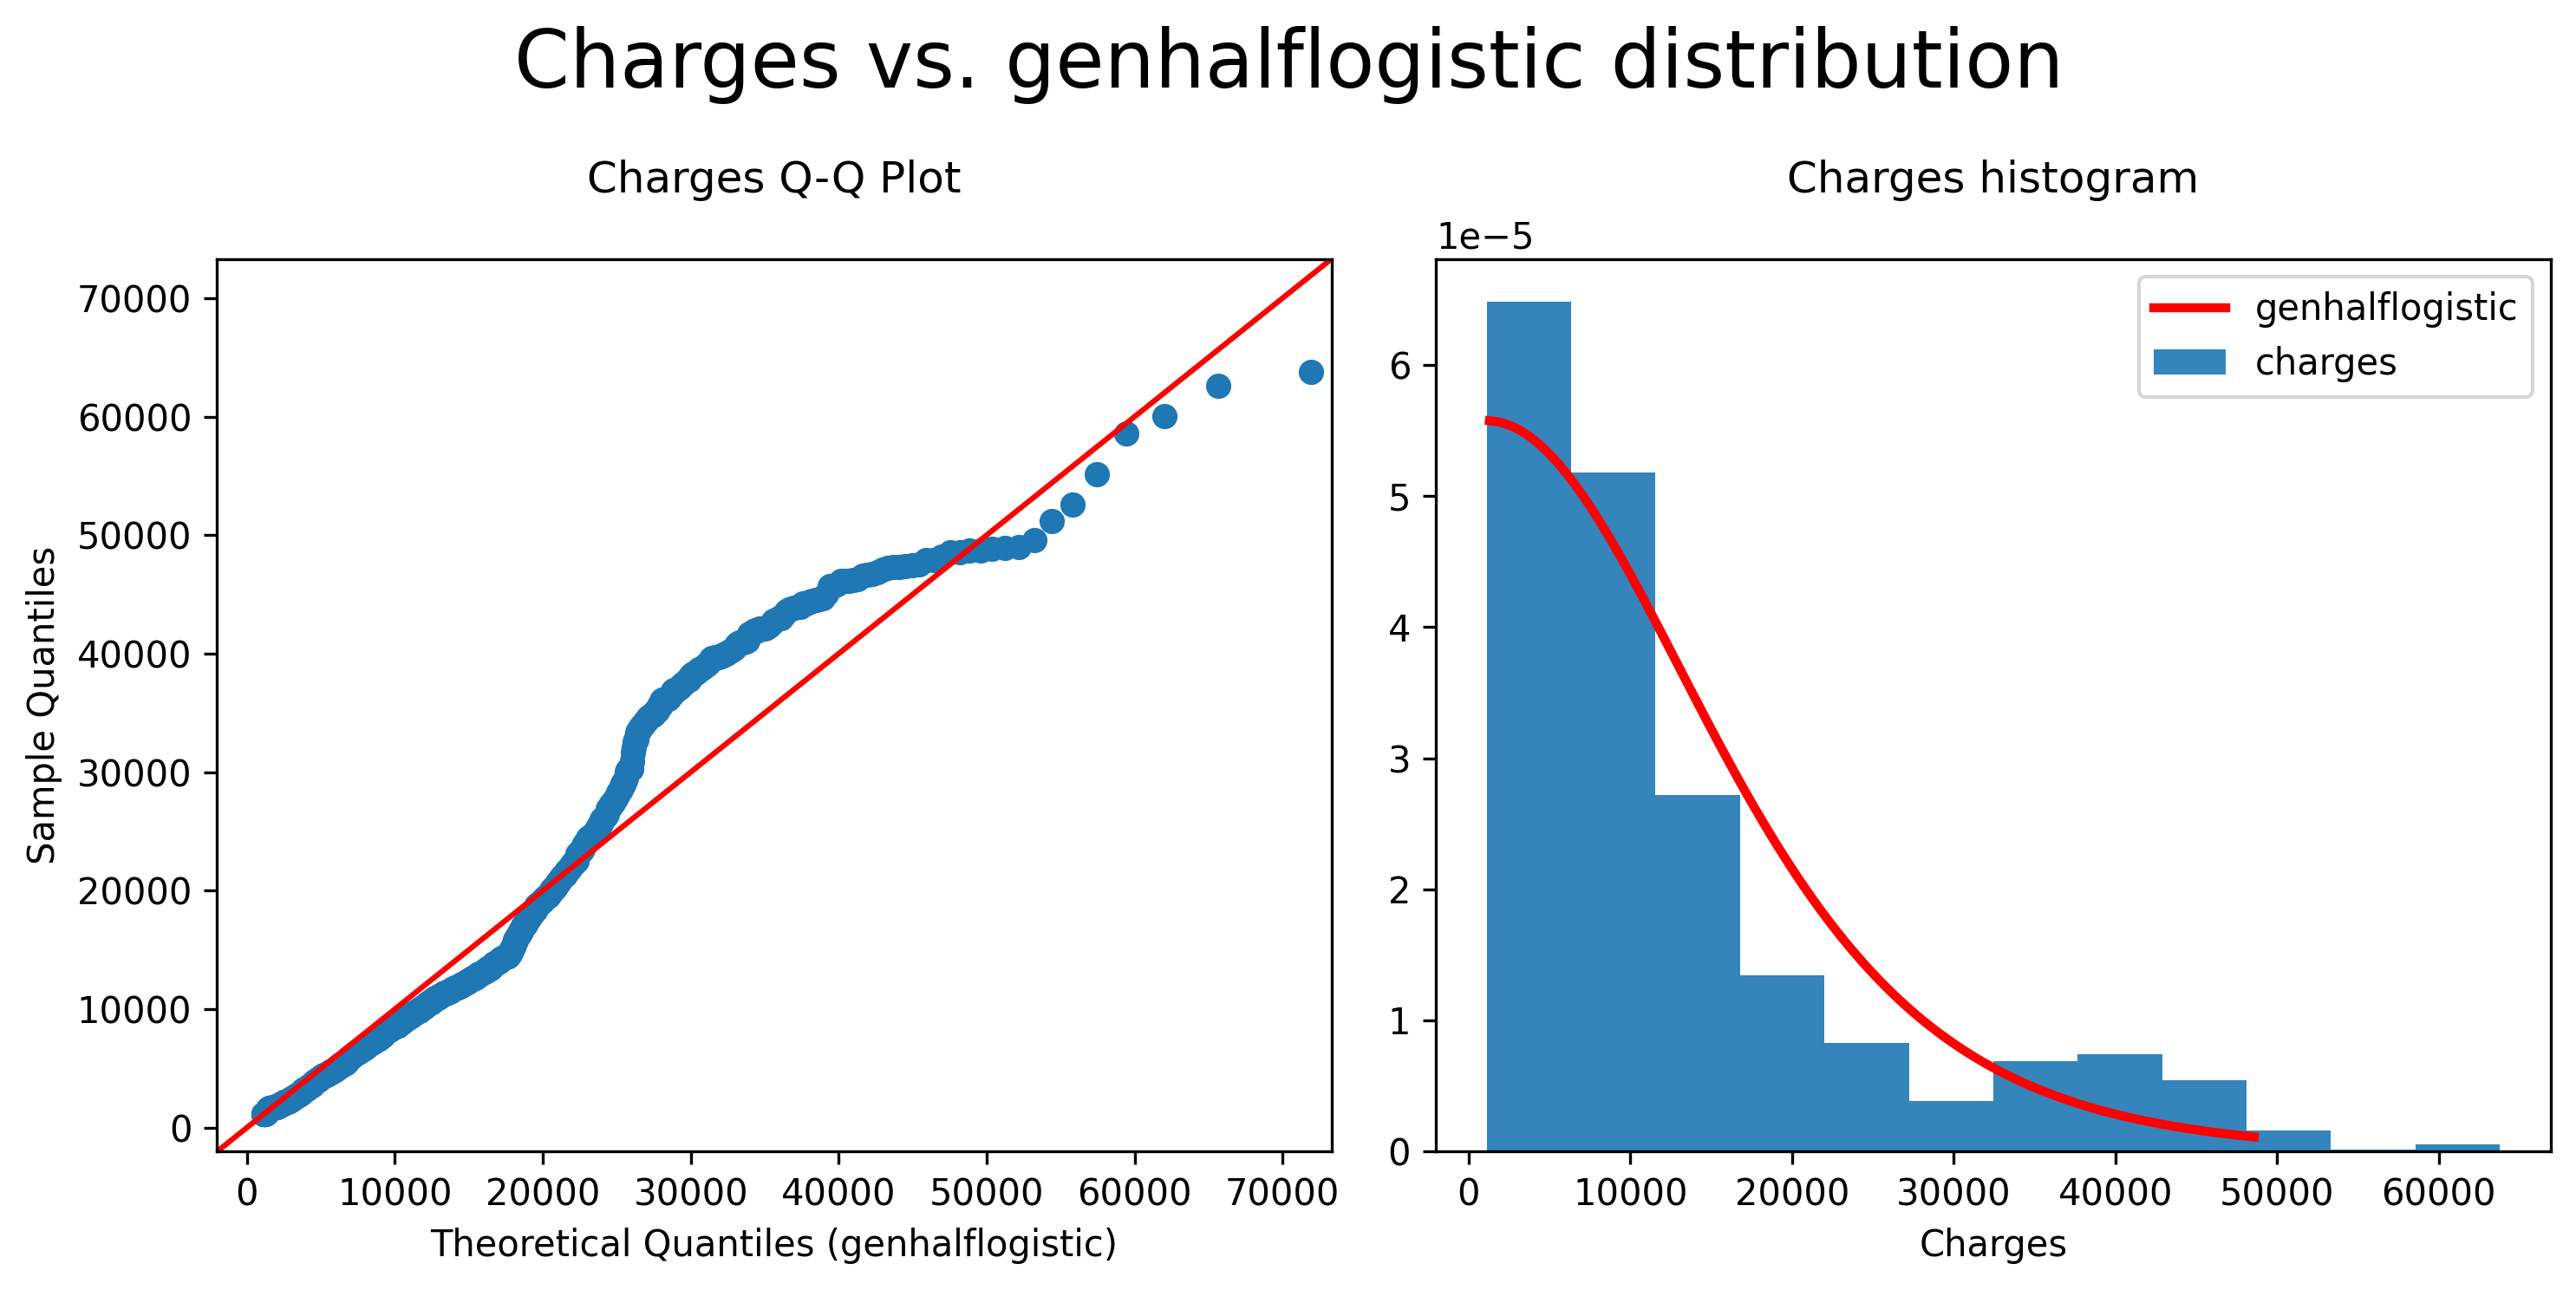 Charges vs. genhalflogistic distribution
Charges Q-Q Plot
70000
60000
50000
40000
30000
20000
10000
0
Sample Quantiles
0 10000 20000 30000 40000 50000 60000 70000
Theoretical Quantiles (genhalflogistic)
Charges histogram
1e−5
genhalflogistic
charges
6
5
4
3
2
1
0
0 10000 20000 30000 40000 50000 60000
Charges